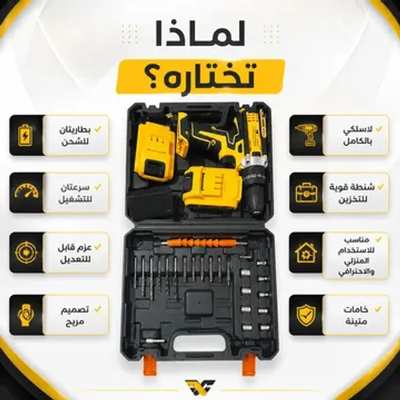 لماذا
تختاره؟
لاسلكي
بالكامل
بطاريتان
للشحن
شنطة قوية
للتخزين
سرعتان
للتشغيل
مناسب
للاستخدام
المنزلي
والاحترافي
عزم قابل
للتعديل
خامات
متينة
تصميم
مريح